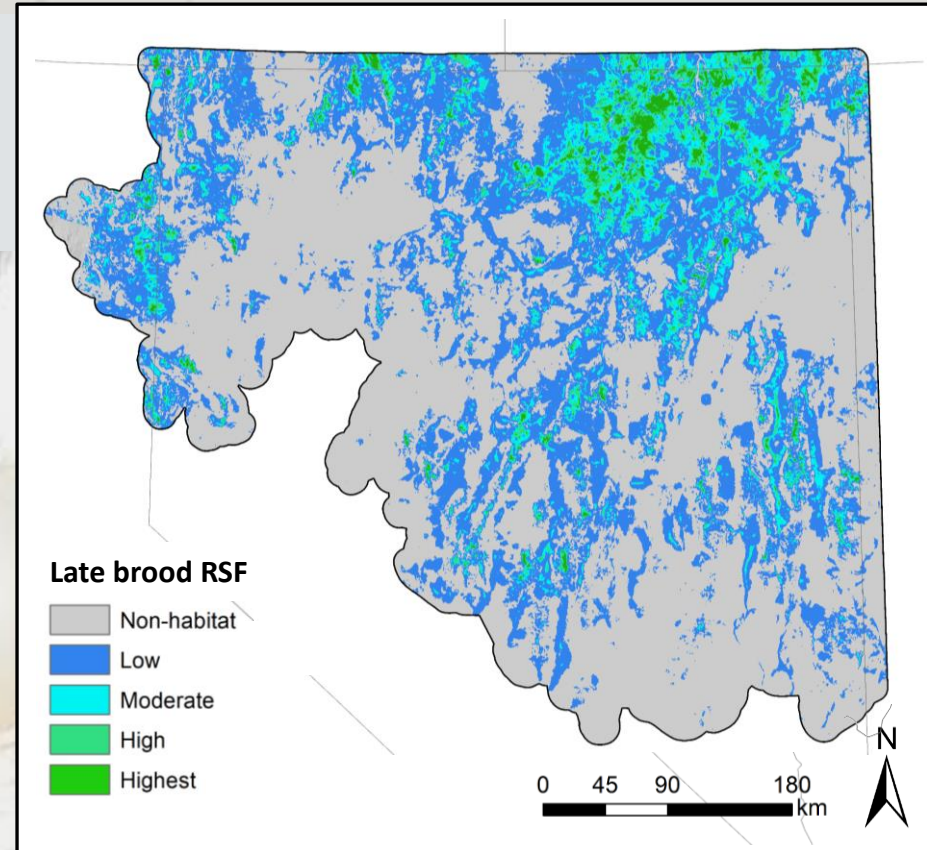 Late brood RSF
Non-habitat
Low
Moderate
High
Highest
N
0 45 90 180
km